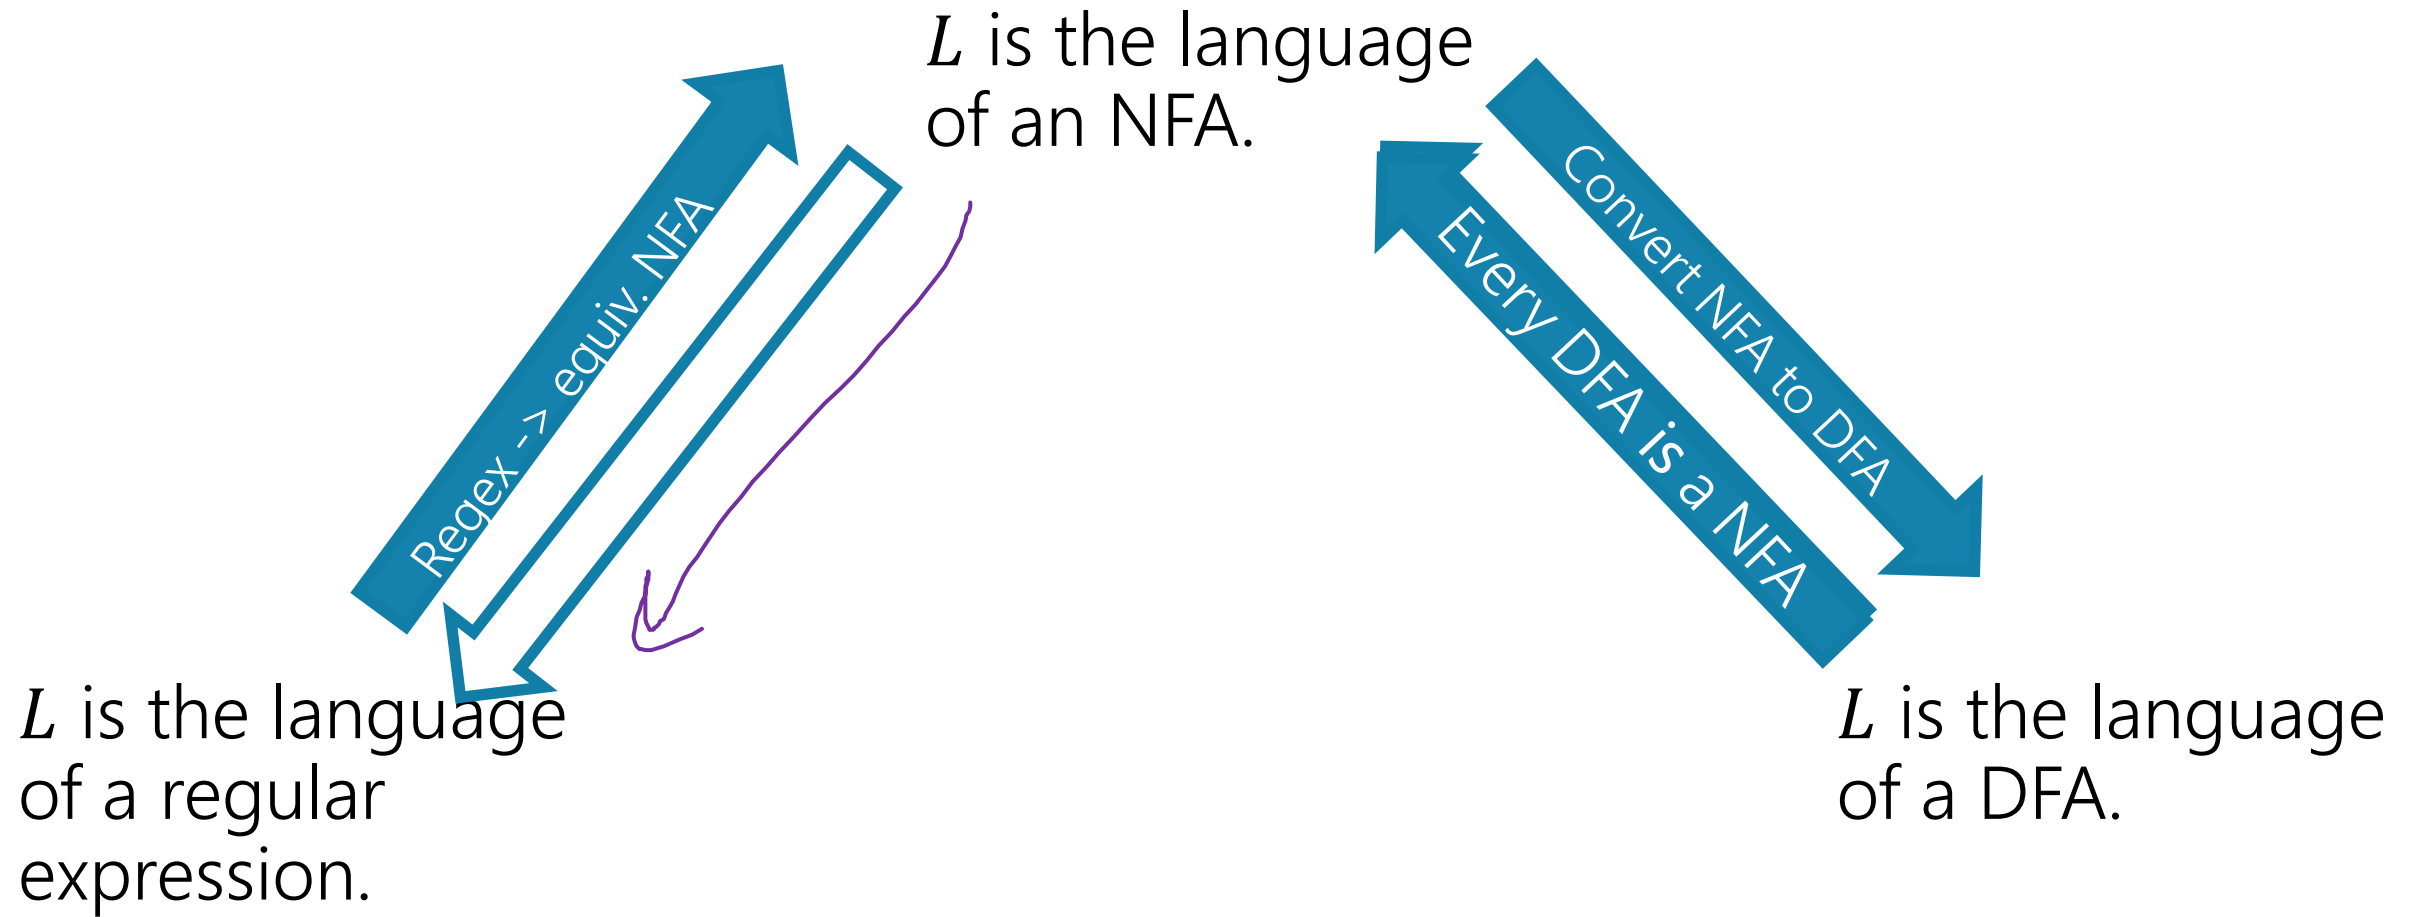 L is the language
of an NFA.
Regex -> equiv. NFA
Convert NFA to DFA
Every DFA is a NFA
L is the language
of a regular
expression.
L is the language
of a DFA.